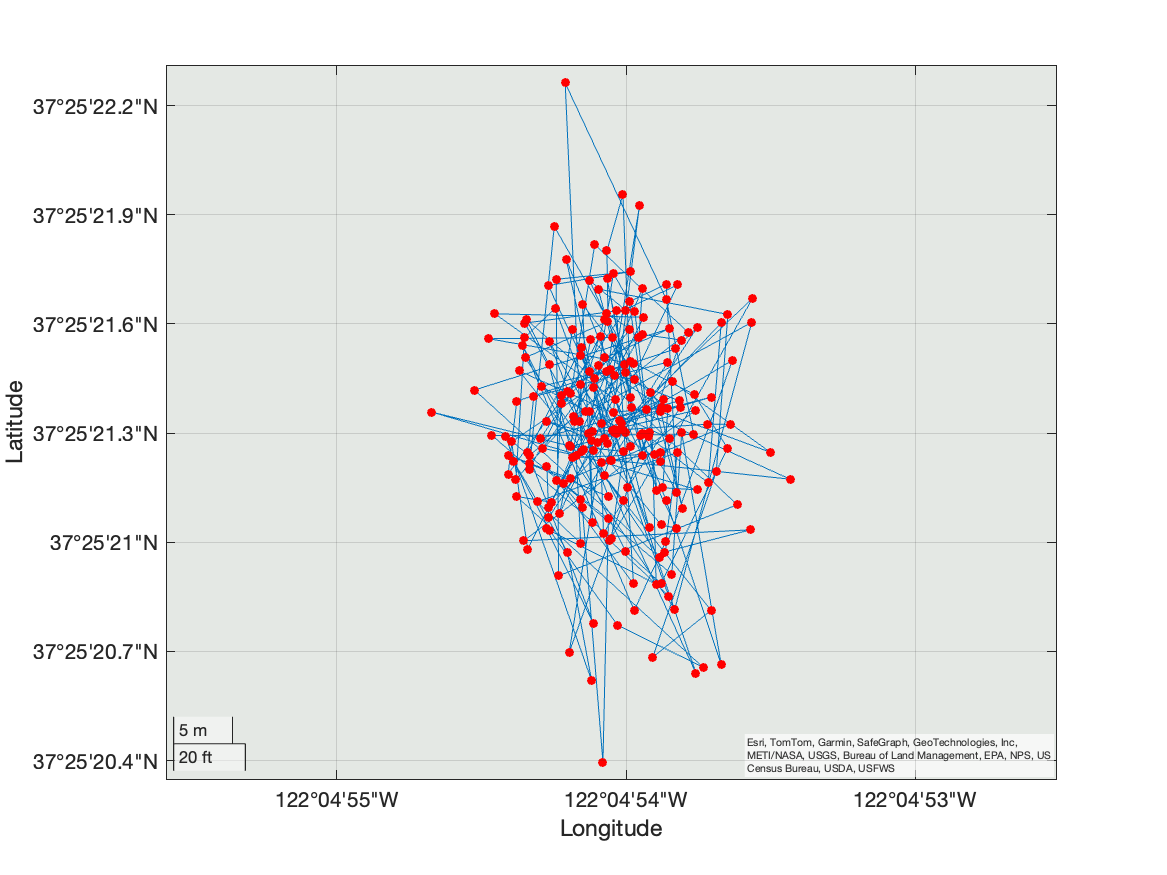 37°25'22.2"N
37°25'21.9"N
37°25'21.6"N
37°25'21.3"N
37°25'21"N
37°25'20.7"N
37°25'20.4"N
Latitude
5 m
20 ft
Esri, TomTom, Garmin, SafeGraph, GeoTechnologies, Inc,
METI/NASA, USGS, Bureau of Land Management, EPA, NPS, US
Census Bureau, USDA, USFWS
122°04'55"W
122°04'54"W
122°04'53"W
Longitude